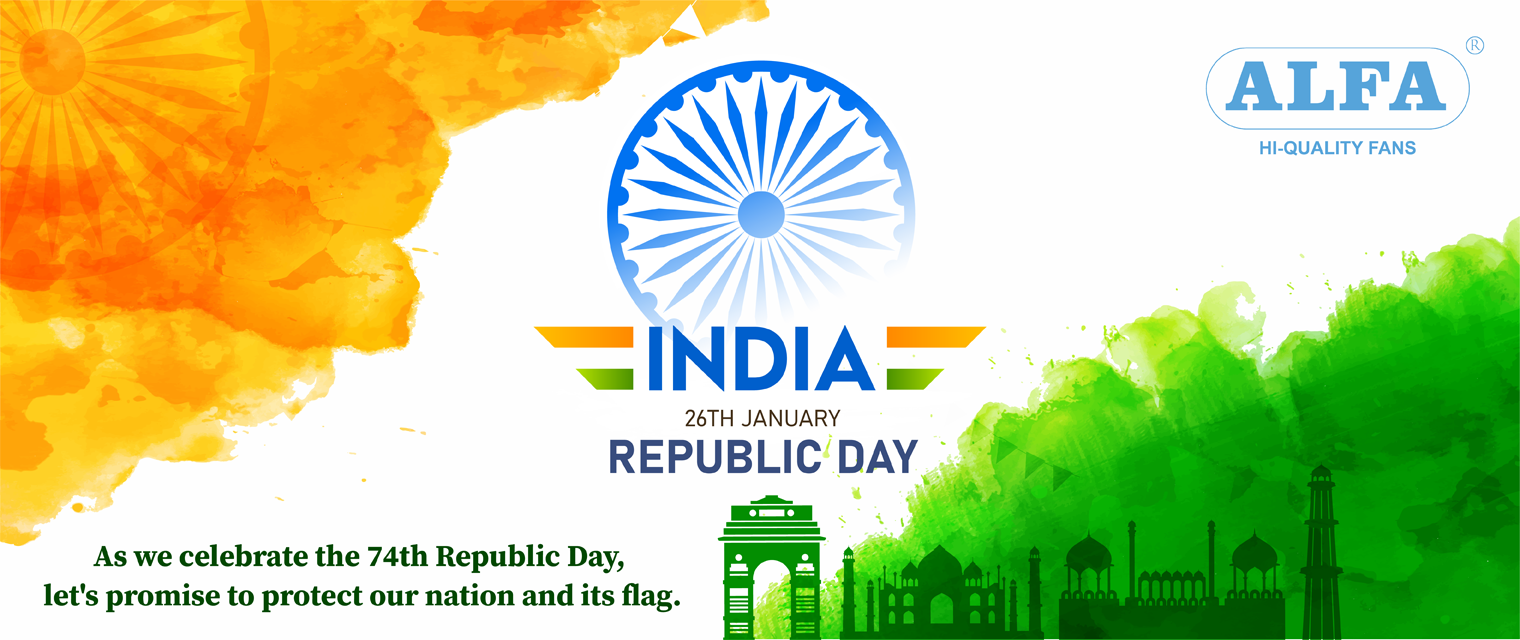 ALFA®
HI-QUALITY FANS
INDIA
26TH JANUARY
REPUBLIC DAY
As we celebrate the 74th Republic Day,
let's promise to protect our nation and its flag.